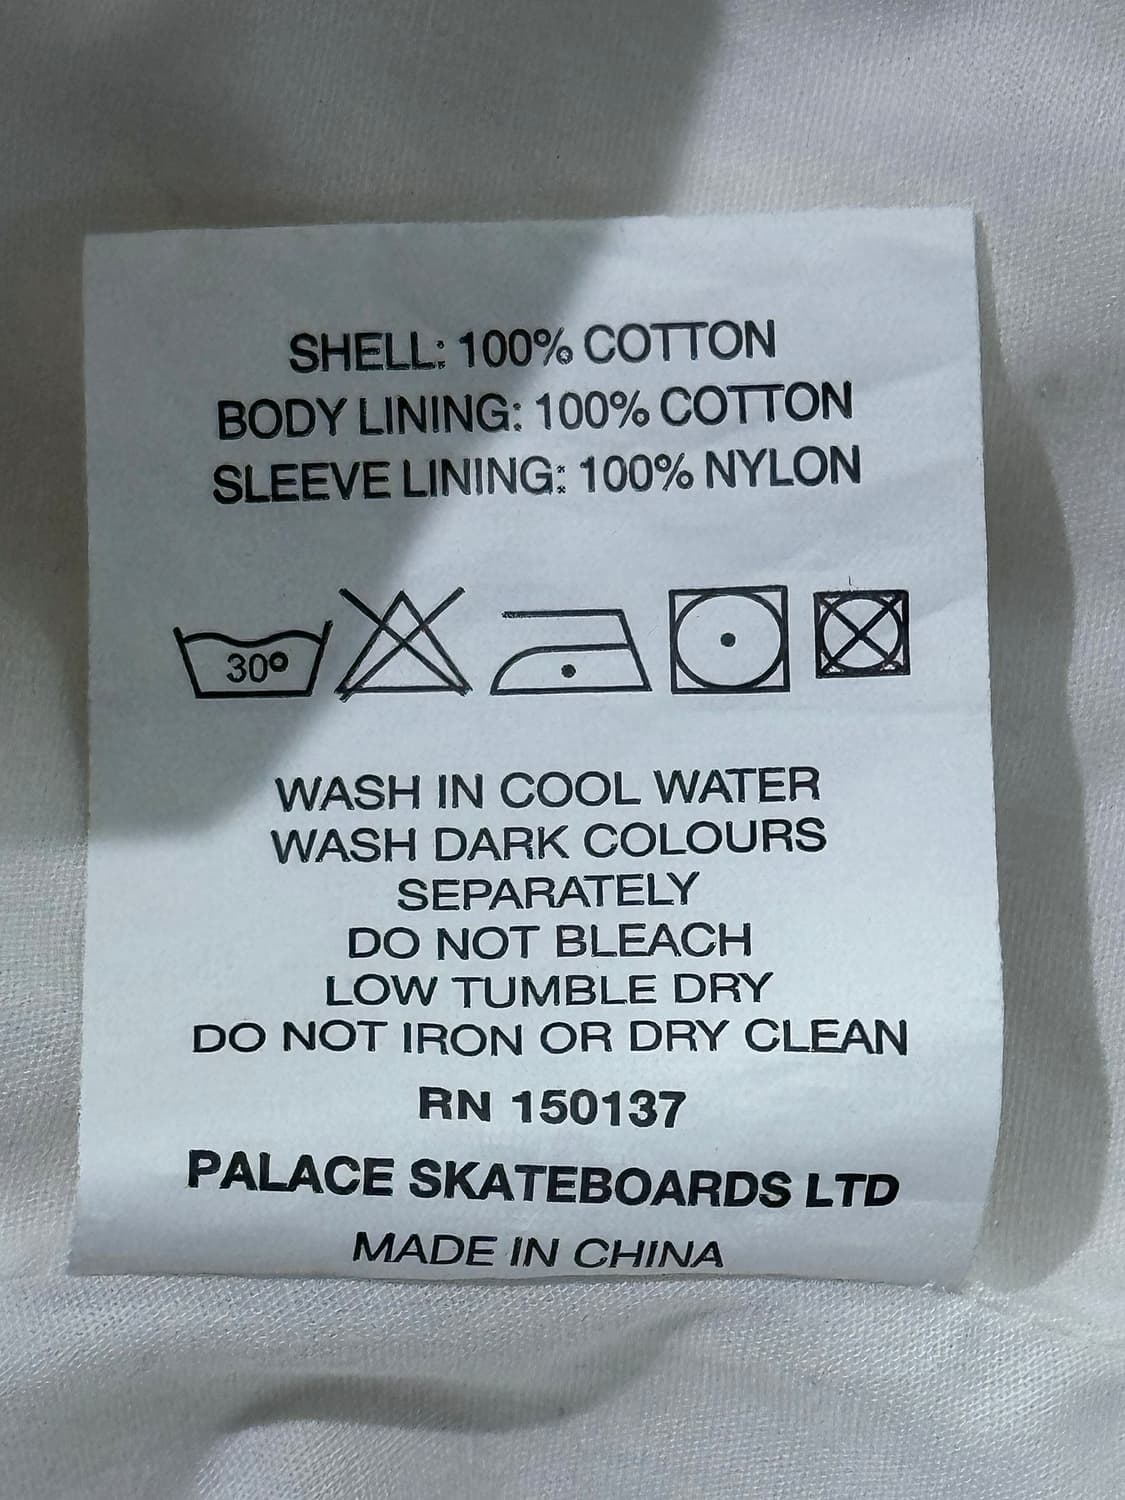 SHELL: 100% COTTON
BODY LINING: 100% COTTON
SLEEVE LINING: 100% NYLON
30°
WASH IN COOL WATER
WASH DARK COLOURS
SEPARATELY
DO NOT BLEACH
LOW TUMBLE DRY
DO NOT IRON OR DRY CLEAN
RN 150137
PALACE SKATEBOARDS LTD
MADE IN CHINA